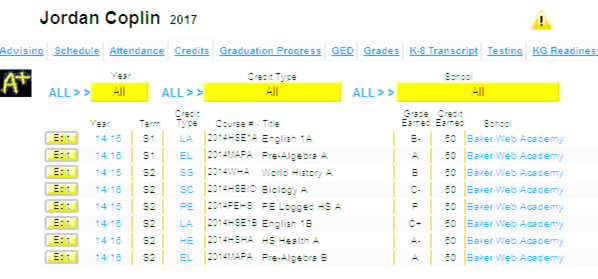 Jordan Coplin 2017
Advising Schedule Attendance Credits Graduation Progress GED Grades K-8 Transcript Testing KG Readiness
A+
Year Credit Type School
ALL > > All ALL > > All ALL > > All
Year Term Credit Type Course # / Title Grade Earned Credit Earned School
Edit 14/15 S1 LA 2014HSE1A English 1A B- .50 Baker Web Academy
Edit 14/15 S1 EL 2014MAPA Pre-Algebra A A .50 Baker Web Academy
Edit 14/15 S2 SS 2014WHA World History A B .50 Baker Web Academy
Edit 14/15 S2 SC 2014HSBIO Biology A C- .50 Baker Web Academy
Edit 14/15 S2 PE 2014PEHS PE Logged HS A P .50 Baker Web Academy
Edit 14/15 S2 LA 2014HSE1B English 1B C+ .50 Baker Web Academy
Edit 14/15 S2 HE 2014HSHA HS Health A A- .50 Baker Web Academy
Edit 14/15 S2 EL 2014MAPA Pre-Algebra B A .50 Baker Web Academy